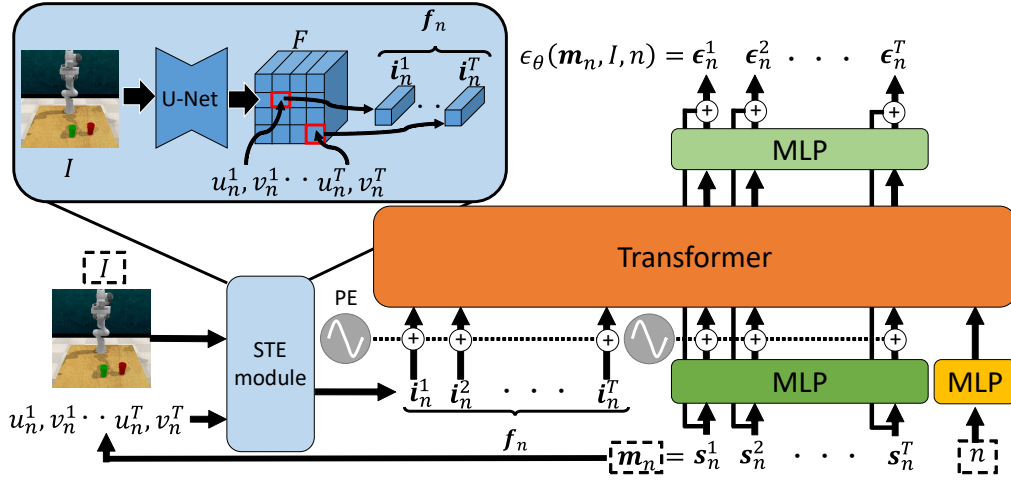 f_n
F
i_n^1 i_n^T
U-Net
. .
I
u_n^1, v_n^1 · · u_n^T, v_n^T
ϵ_θ(m_n, I, n) = ϵ_n^1 ϵ_n^2 · · · ϵ_n^T
+ + +
MLP
Transformer
I
PE
+ + + + + +
STE
module
MLP MLP
i_n^1 i_n^2 · · · i_n^T
f_n
u_n^1, v_n^1 · · u_n^T, v_n^T
m_n = s_n^1 s_n^2 · · · s_n^T
n